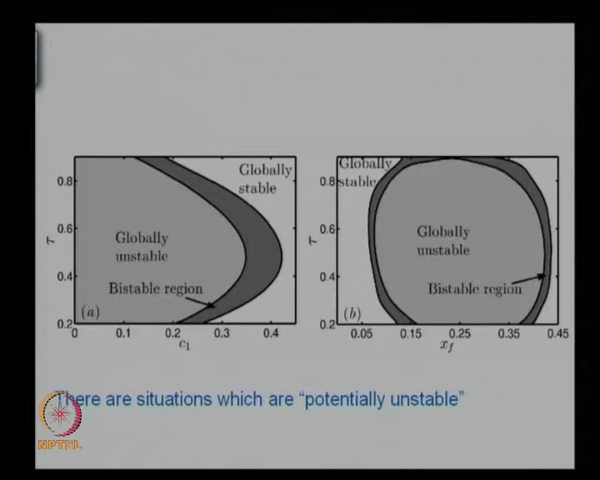 Globally
stable
Globally
unstable
Bistable region
(a)
0.8
0.6
0.4
0.2
τ
0
0.1
0.2
0.3
0.4
c1
Globally
stable
Globally
unstable
Bistable region
(b)
0.8
0.6
0.4
0.2
τ
0.05
0.15
0.25
0.35
0.45
xf
There are situations which are “potentially unstable”
NPTEL